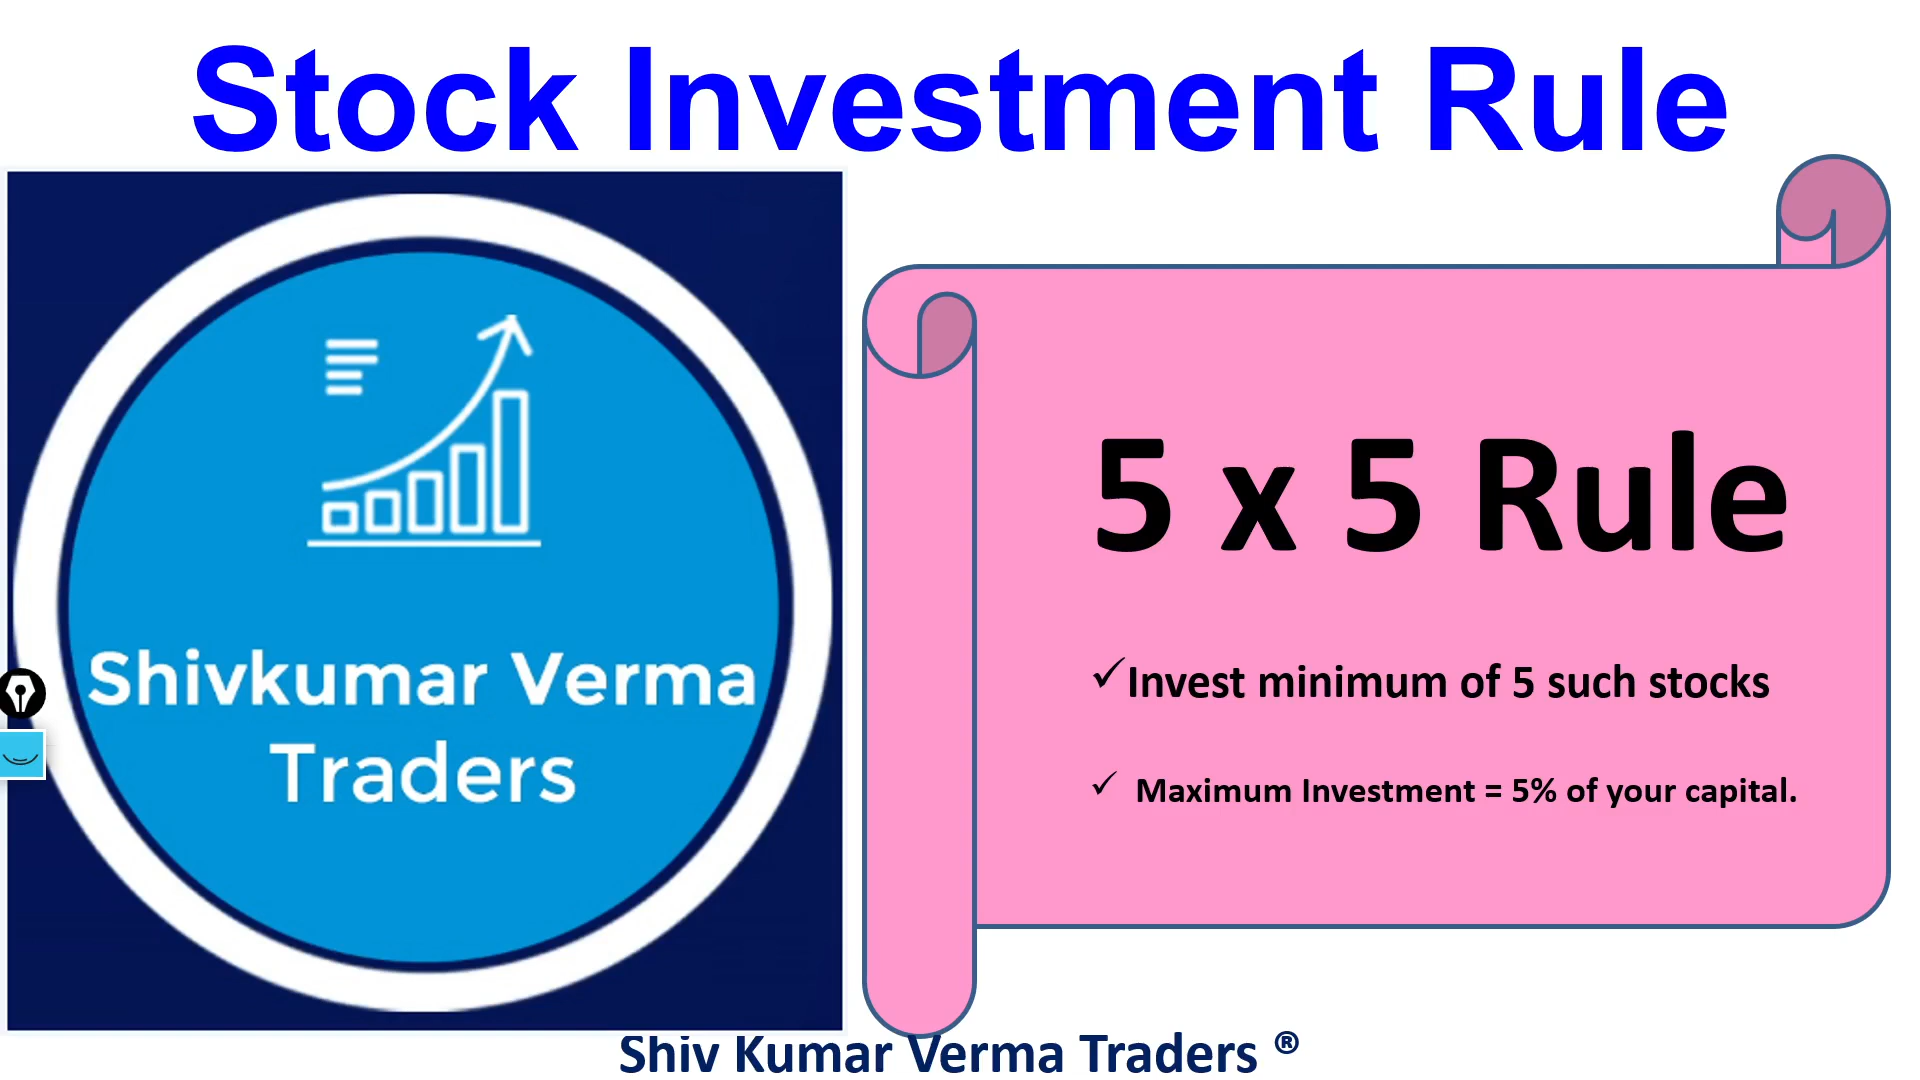 Stock Investment Rule
Shivkumar Verma
Traders
5 x 5 Rule
✓Invest minimum of 5 such stocks
✓ Maximum Investment = 5% of your capital.
Shiv Kumar Verma Traders ®